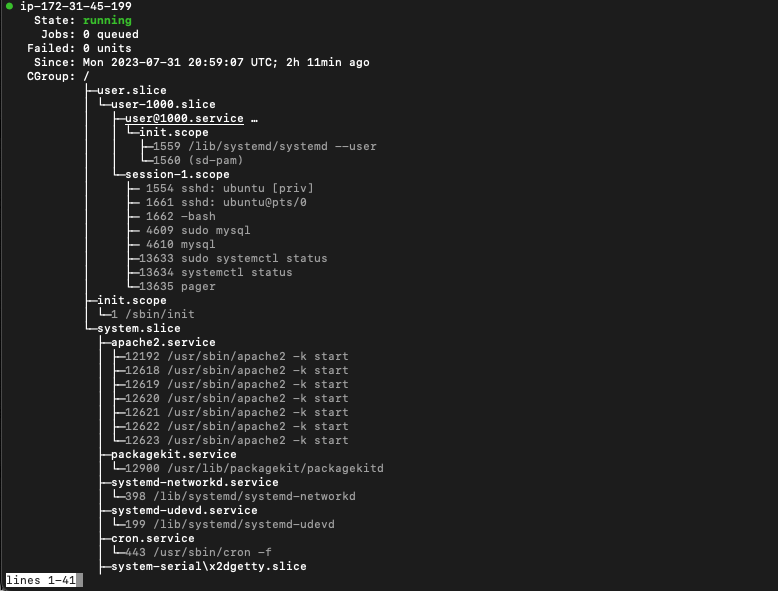 ● ip-172-31-45-199
    State: running
     Jobs: 0 queued
   Failed: 0 units
    Since: Mon 2023-07-31 20:59:07 UTC; 2h 11min ago
   CGroup: /
           ├─user.slice
           │ └─user-1000.slice
           │   ├─user@1000.service …
           │   │ └─init.scope
           │   │   ├─1559 /lib/systemd/systemd --user
           │   │   └─1560 (sd-pam)
           │   └─session-1.scope
           │     ├─ 1554 sshd: ubuntu [priv]
           │     ├─ 1661 sshd: ubuntu@pts/0
           │     ├─ 1662 -bash
           │     ├─ 4609 sudo mysql
           │     ├─ 4610 mysql
           │     ├─13633 sudo systemctl status
           │     ├─13634 systemctl status
           │     └─13635 pager
           ├─init.scope
           │ └─1 /sbin/init
           └─system.slice
             ├─apache2.service
             │ ├─12192 /usr/sbin/apache2 -k start
             │ ├─12618 /usr/sbin/apache2 -k start
             │ ├─12619 /usr/sbin/apache2 -k start
             │ ├─12620 /usr/sbin/apache2 -k start
             │ ├─12621 /usr/sbin/apache2 -k start
             │ ├─12622 /usr/sbin/apache2 -k start
             │ └─12623 /usr/sbin/apache2 -k start
             ├─packagekit.service
             │ └─12900 /usr/lib/packagekit/packagekitd
             ├─systemd-networkd.service
             │ └─398 /lib/systemd/systemd-networkd
             ├─systemd-udevd.service
             │ └─199 /lib/systemd/systemd-udevd
             ├─cron.service
             │ └─443 /usr/sbin/cron -f
             ├─system-serial\x2dgetty.slice
lines 1-41